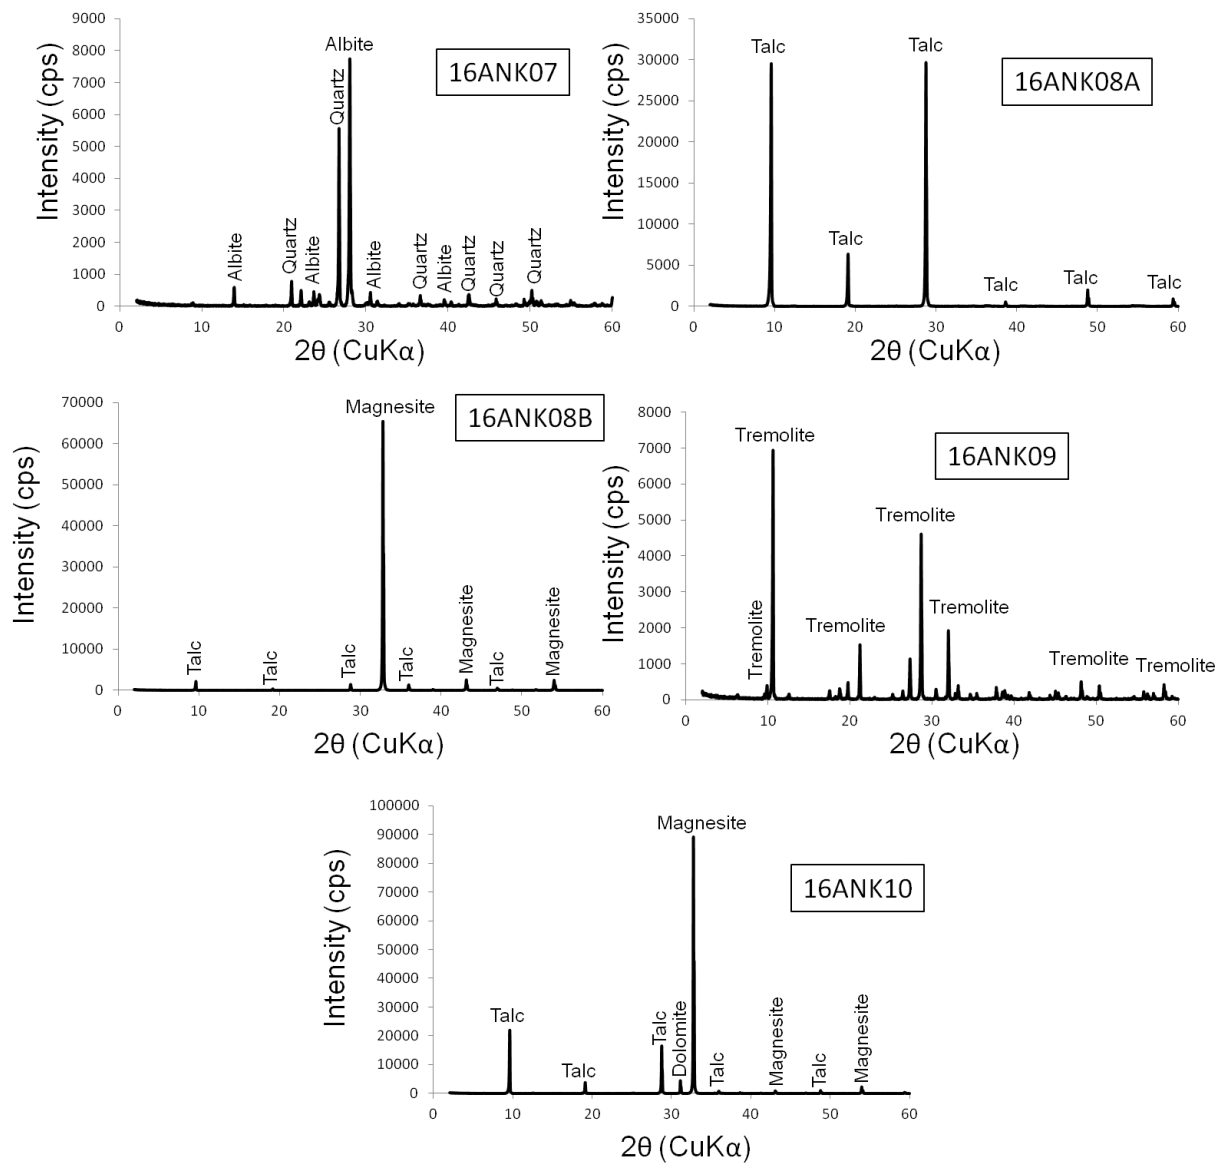 16ANK07
Intensity (cps)
9000
8000
7000
6000
5000
4000
3000
2000
1000
0
Albite
Quartz
Albite
Quartz
Albite
Albite
Quartz
Albite
Quartz
Quartz
Quartz
0 10 20 30 40 50 60
2θ (CuKα)
16ANK08A
Intensity (cps)
35000
30000
25000
20000
15000
10000
5000
0
Talc
Talc
Talc
Talc
Talc
Talc
0 10 20 30 40 50 60
2θ (CuKα)
16ANK08B
Intensity (cps)
70000
60000
50000
40000
30000
20000
10000
0
Magnesite
Talc
Talc
Talc
Talc
Magnesite
Talc
Magnesite
0 10 20 30 40 50 60
2θ (CuKα)
16ANK09
Intensity (cps)
8000
7000
6000
5000
4000
3000
2000
1000
0
Tremolite
Tremolite
Tremolite
Tremolite
Tremolite
Tremolite
Tremolite
0 10 20 30 40 50 60
2θ (CuKα)
16ANK10
Intensity (cps)
100000
90000
80000
70000
60000
50000
40000
30000
20000
10000
0
Magnesite
Talc
Talc
Talc
Dolomite
Talc
Magnesite
Talc
Magnesite
0 10 20 30 40 50 60
2θ (CuKα)